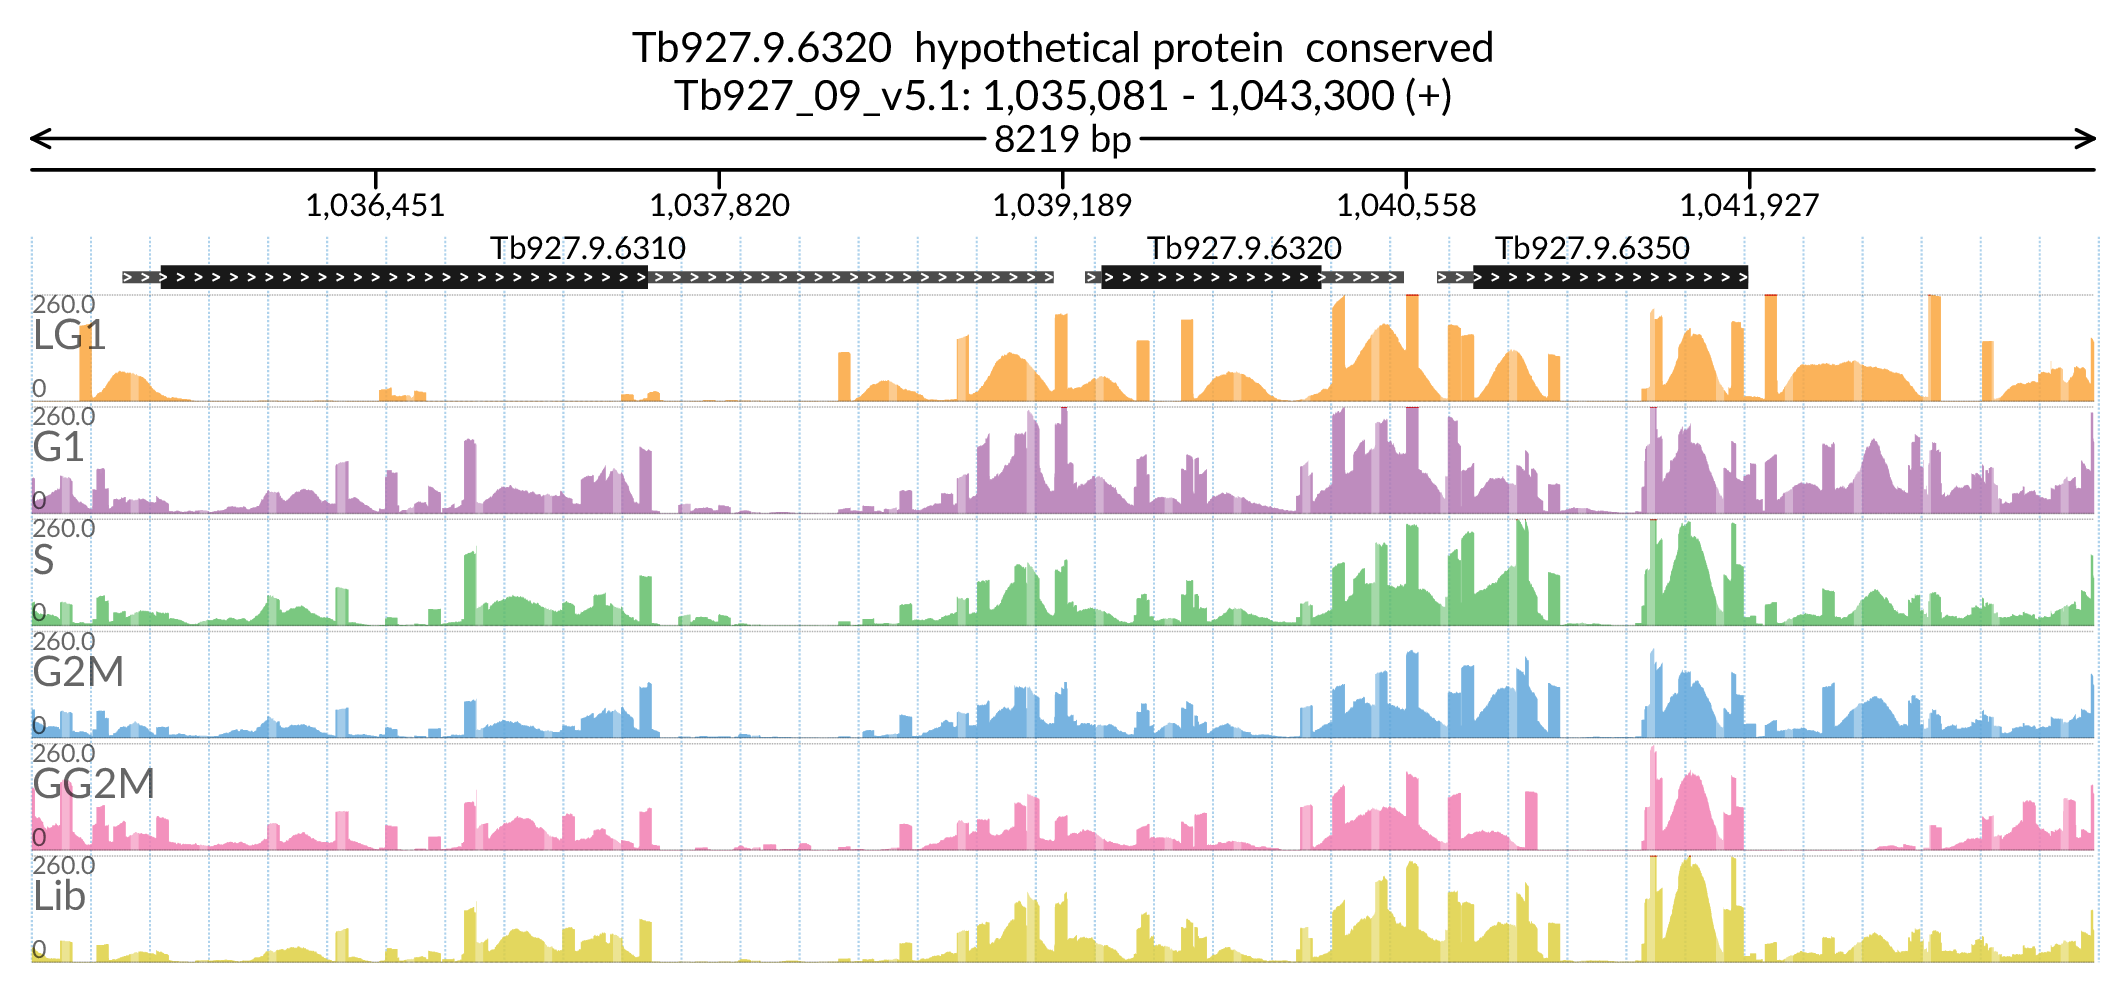 Tb927.9.6320  hypothetical protein  conserved
Tb927_09_v5.1: 1,035,081 - 1,043,300 (+)
8219 bp
1,036,451 1,037,820 1,039,189 1,040,558 1,041,927
Tb927.9.6310 Tb927.9.6320 Tb927.9.6350
260.0
LG1
0
260.0
G1
0
260.0
S
0
260.0
G2M
0
260.0
GG2M
0
260.0
Lib
0